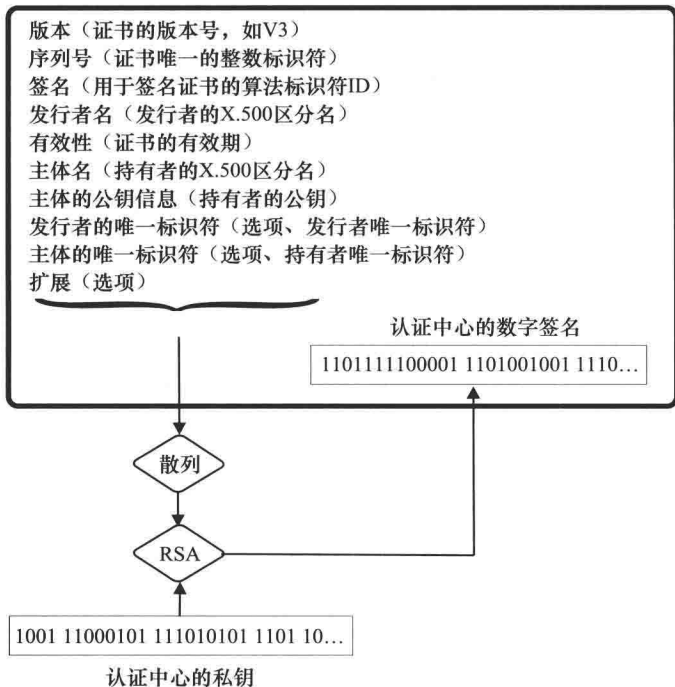 版本（证书的版本号，如V3）
序列号（证书唯一的整数标识符）
签名（用于签名证书的算法标识符ID）
发行者名（发行者的X.500区分名）
有效性（证书的有效期）
主体名（持有者的X.500区分名）
主体的公钥信息（持有者的公钥）
发行者的唯一标识符（选项、发行者唯一标识符）
主体的唯一标识符（选项、持有者唯一标识符）
扩展（选项）
认证中心的数字签名
1101111100001 1101001001 1110…
散列
RSA
1001 11000101 111010101 1101 10…
认证中心的私钥